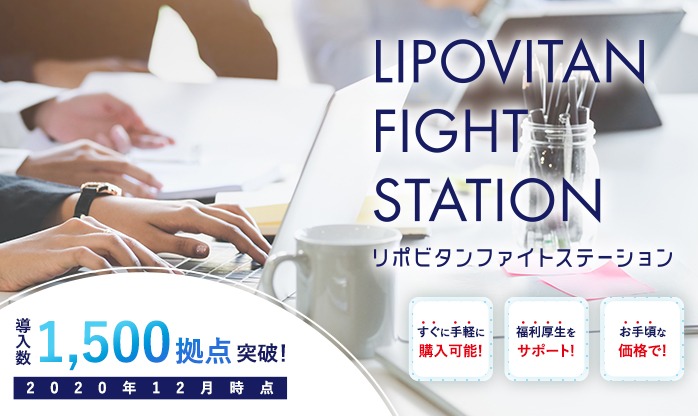 LIPOVITAN
FIGHT
STATION
リポビタンファイトステーション
すぐに手軽に
購入可能!
福利厚生を
サポート!
お手頃な
価格で!
導入数
1,500拠点突破!
2020年12月時点